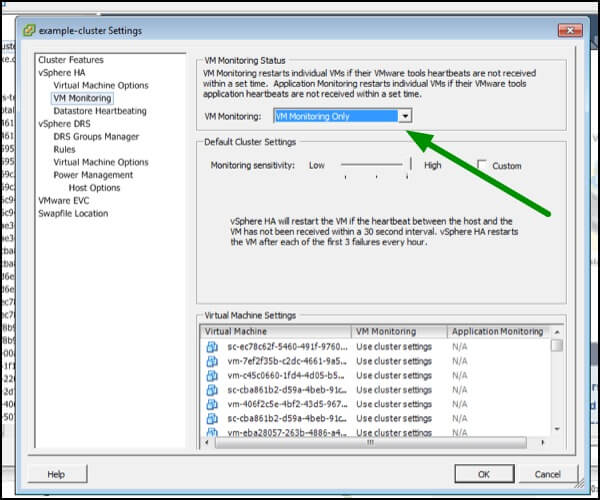 example-cluster Settings
Cluster Features
vSphere HA
Virtual Machine Options
VM Monitoring
Datastore Heartbeating
vSphere DRS
DRS Groups Manager
Rules
Virtual Machine Options
Power Management
Host Options
VMware EVC
Swapfile Location
VM Monitoring Status
VM Monitoring restarts individual VMs if their VMware tools heartbeats are not received
within a set time. Application Monitoring restarts individual VMs if their VMware tools
application heartbeats are not received within a set time.
VM Monitoring: VM Monitoring Only
Default Cluster Settings
Monitoring sensitivity: Low High Custom
vSphere HA will restart the VM if the heartbeat between the host and the
VM has not been received within a 30 second interval. vSphere HA restarts
the VM after each of the first 3 failures every hour.
Virtual Machine Settings
Virtual Machine VM Monitoring Application Monitoring
sc-ec78c62f-5460-491f-9760... Use cluster settings N/A
vm-7ef2f35b-c2dc-4661-9a5... Use cluster settings N/A
vm-c45c0660-1fd4-4d05-b5... Use cluster settings N/A
sc-cba861b2-d59a-4beb-91c... Use cluster settings N/A
vm-406f2c5e-4bf2-43d5-967... Use cluster settings N/A
sc-cba861b2-d59a-4beb-91c... Use cluster settings N/A
vm-eba28057-263b-4886-a4... Use cluster settings N/A
Help OK Cancel